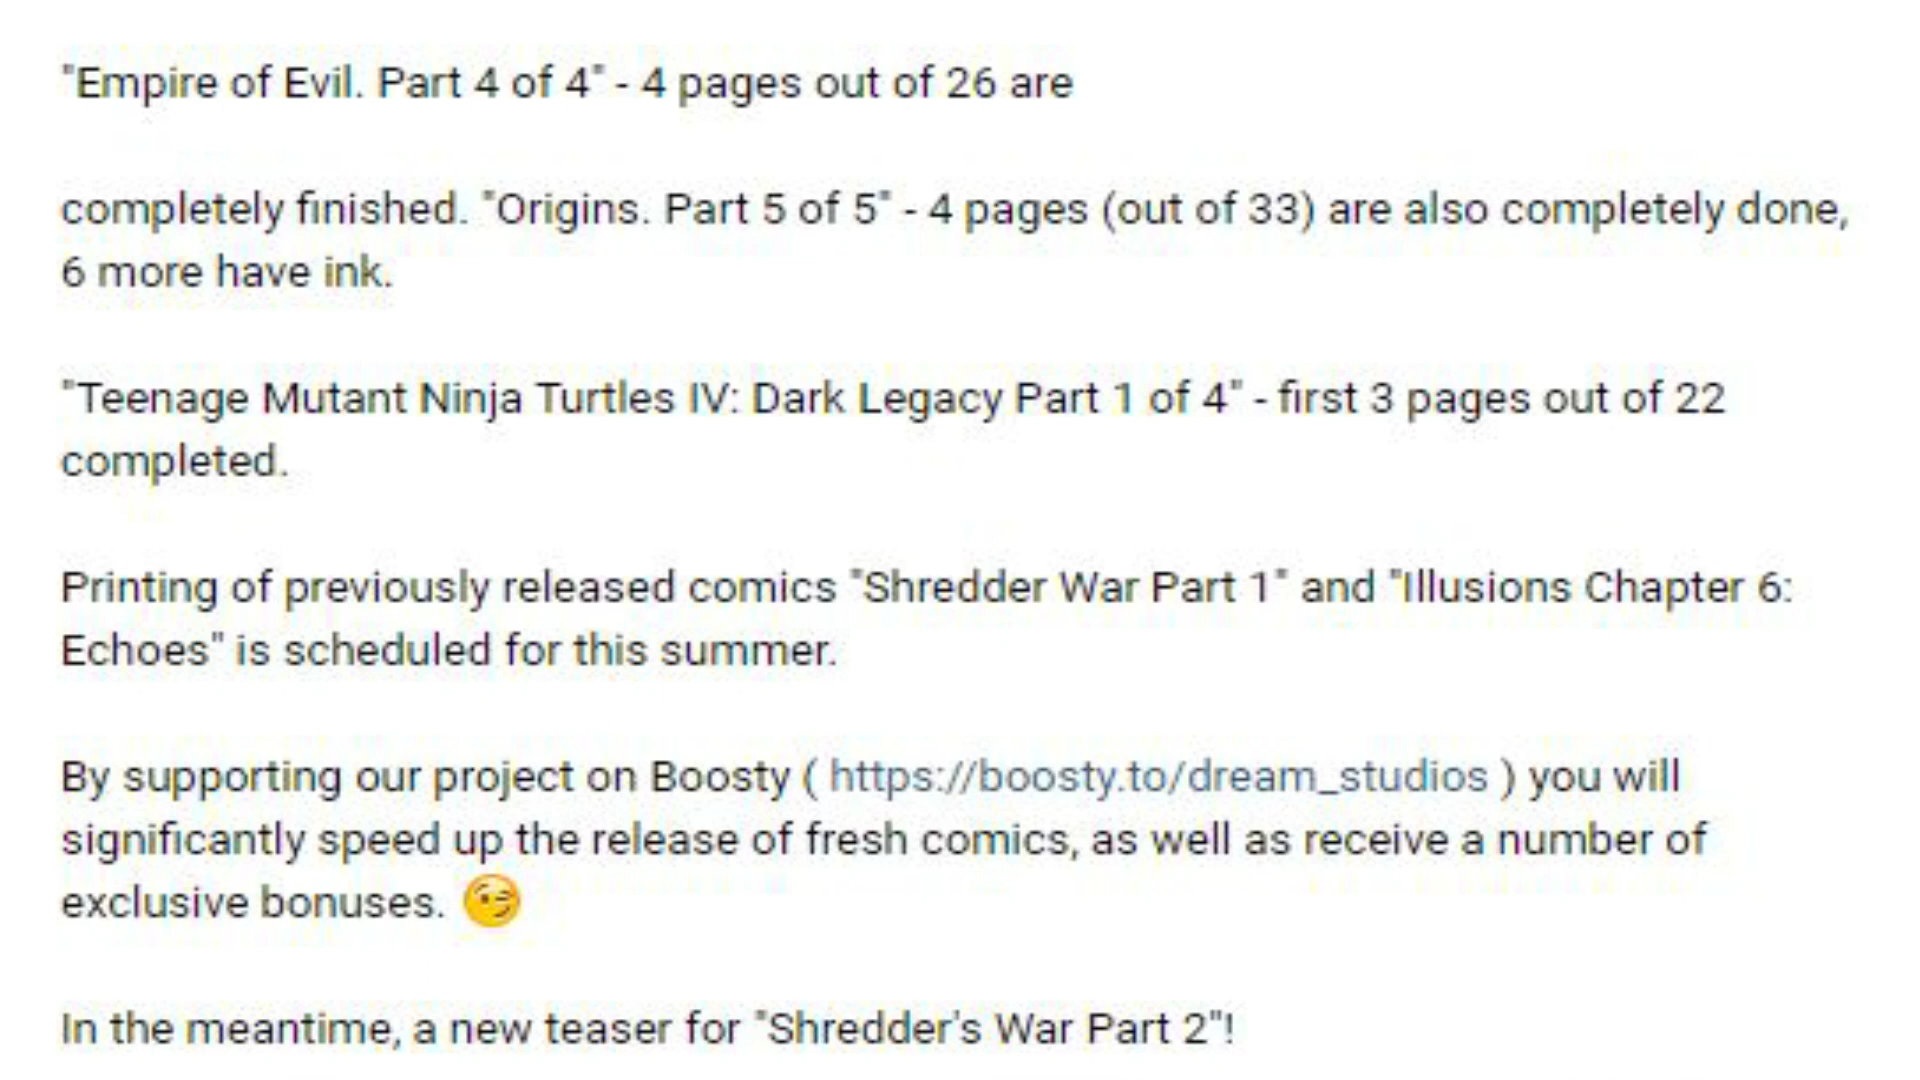 "Empire of Evil. Part 4 of 4" - 4 pages out of 26 are
completely finished. "Origins. Part 5 of 5" - 4 pages (out of 33) are also completely done,
6 more have ink.
"Teenage Mutant Ninja Turtles IV: Dark Legacy Part 1 of 4" - first 3 pages out of 22
completed.
Printing of previously released comics "Shredder War Part 1" and "Illusions Chapter 6:
Echoes" is scheduled for this summer.
By supporting our project on Boosty ( https://boosty.to/dream_studios ) you will
significantly speed up the release of fresh comics, as well as receive a number of
exclusive bonuses. 😏
In the meantime, a new teaser for "Shredder's War Part 2"!